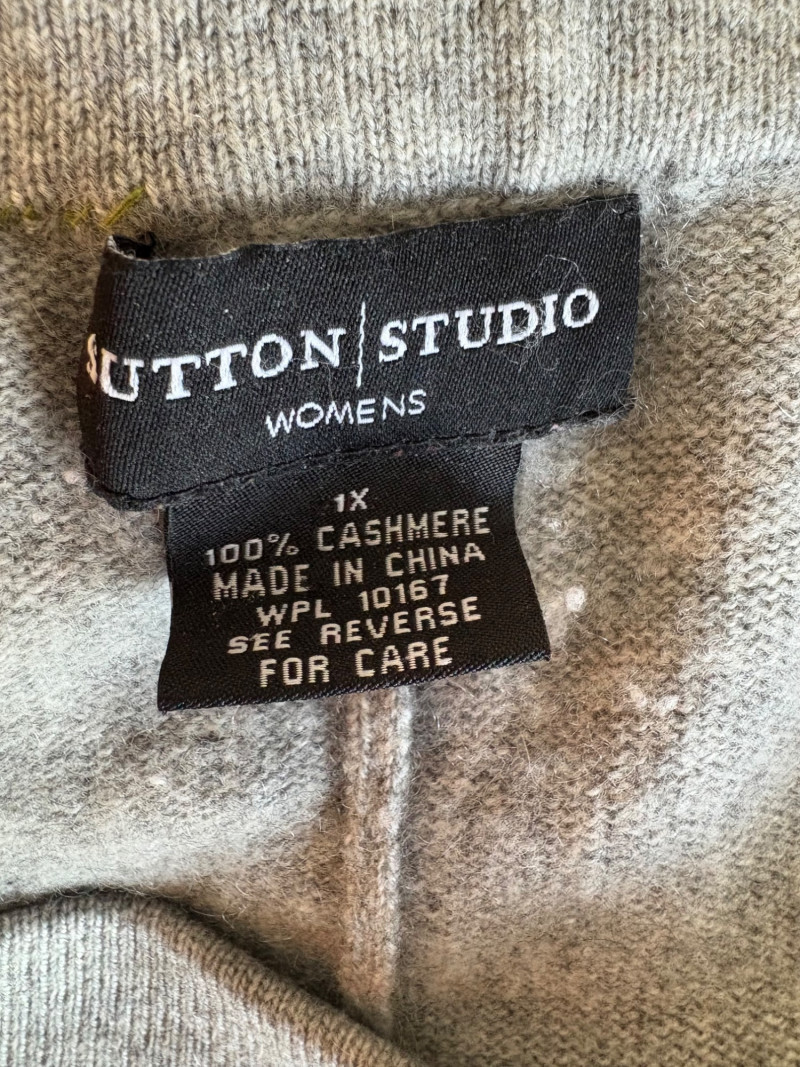 SUTTON|STUDIO
WOMENS
1X
100% CASHMERE
MADE IN CHINA
WPL 10167
SEE REVERSE
FOR CARE